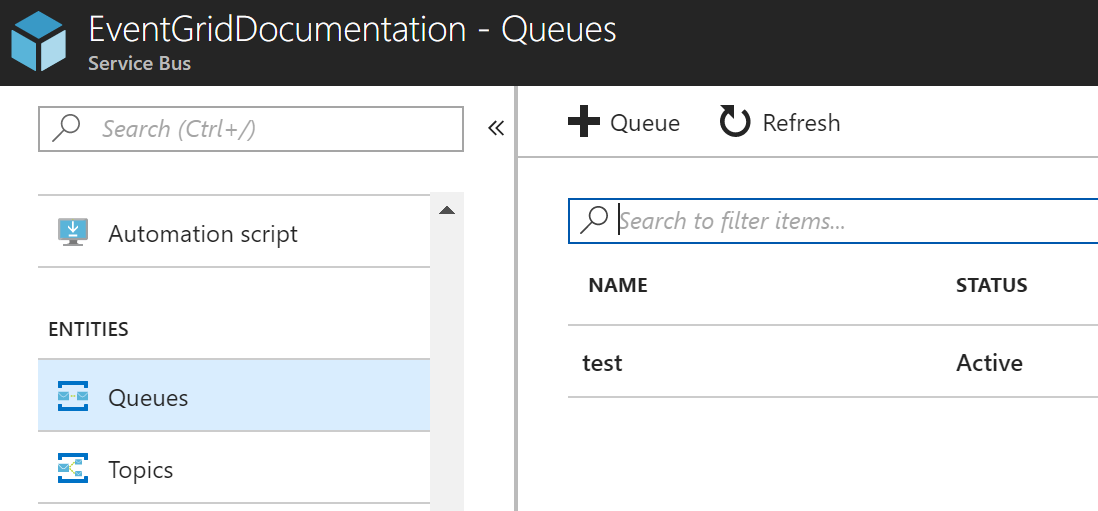 EventGridDocumentation - Queues
Service Bus
Search (Ctrl+/)
Automation script
ENTITIES
Queues
Topics
Queue
Refresh
Search to filter items...
NAME STATUS
test Active